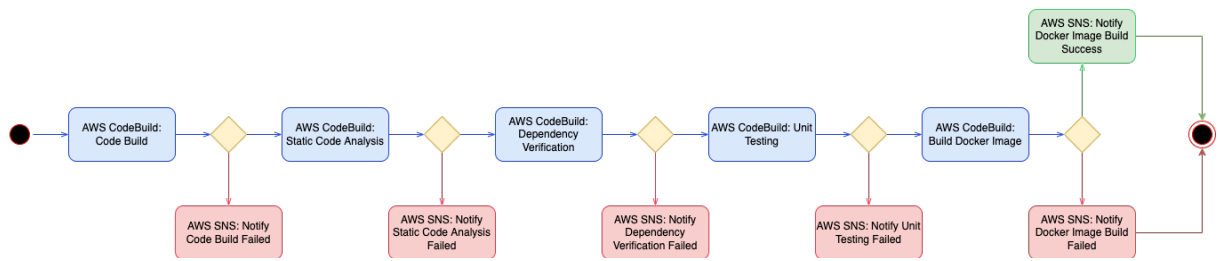 AWS SNS: Notify
Docker Image Build
Success
AWS CodeBuild:
Code Build
AWS CodeBuild:
Static Code Analysis
AWS CodeBuild:
Dependency
Verification
AWS CodeBuild: Unit
Testing
AWS CodeBuild:
Build Docker Image
AWS SNS: Notify
Code Build Failed
AWS SNS: Notify
Static Code Analysis
Failed
AWS SNS: Notify
Dependency
Verification Failed
AWS SNS: Notify Unit
Testing Failed
AWS SNS: Notify
Docker Image Build
Failed